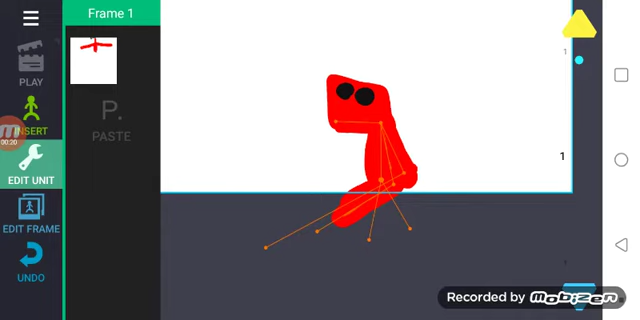 Frame 1
PLAY
INSERT
00:20
EDIT UNIT
EDIT FRAME
UNDO
P.
PASTE
1
1
Recorded by Mobizen